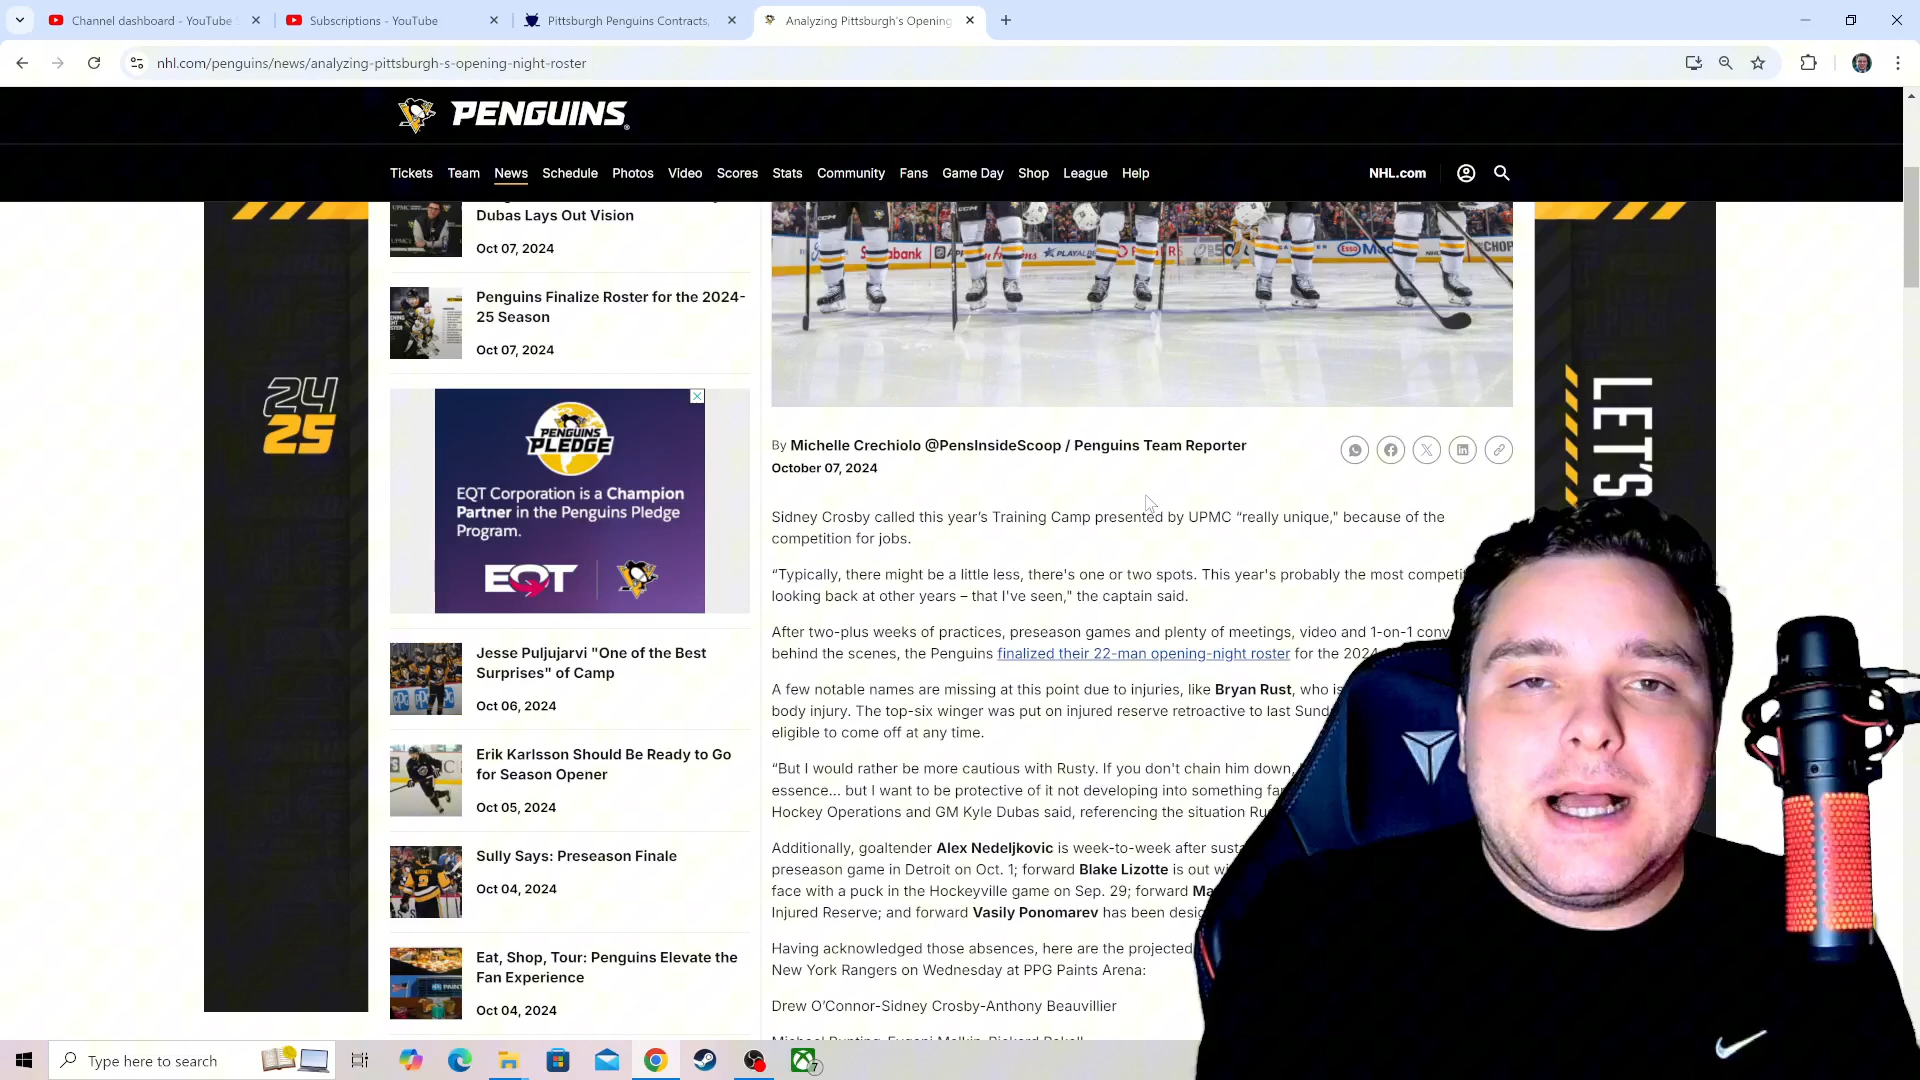 Channel dashboard - YouTube
Subscriptions - YouTube
Pittsburgh Penguins Contracts,
Analyzing Pittsburgh's Opening
nhl.com/penguins/news/analyzing-pittsburgh-s-opening-night-roster
PENGUINS
Tickets Team News Schedule Photos Video Scores Stats Community Fans Game Day Shop League Help NHL.com
Dubas Lays Out Vision
Oct 07, 2024
Penguins Finalize Roster for the 2024-
25 Season
Oct 07, 2024
24
25
PENGUINS
PLEDGE
EQT Corporation is a Champion
Partner in the Penguins Pledge
Program.
EQT
Jesse Puljujarvi "One of the Best
Surprises" of Camp
Oct 06, 2024
Erik Karlsson Should Be Ready to Go
for Season Opener
Oct 05, 2024
Sully Says: Preseason Finale
Oct 04, 2024
Eat, Shop, Tour: Penguins Elevate the
Fan Experience
Oct 04, 2024
By Michelle Crechiolo @PensInsideScoop / Penguins Team Reporter
October 07, 2024
Sidney Crosby called this year’s Training Camp presented by UPMC “really unique," because of the
competition for jobs.
“Typically, there might be a little less, there's one or two spots. This year's probably the most competi
looking back at other years – that I've seen," the captain said.
After two-plus weeks of practices, preseason games and plenty of meetings, video and 1-on-1 conv
behind the scenes, the Penguins finalized their 22-man opening-night roster for the 2024
A few notable names are missing at this point due to injuries, like Bryan Rust, who is
body injury. The top-six winger was put on injured reserve retroactive to last Sund
eligible to come off at any time.
“But I would rather be more cautious with Rusty. If you don't chain him down,
essence... but I want to be protective of it not developing into something far
Hockey Operations and GM Kyle Dubas said, referencing the situation Ru
Additionally, goaltender Alex Nedeljkovic is week-to-week after susta
preseason game in Detroit on Oct. 1; forward Blake Lizotte is out wi
face with a puck in the Hockeyville game on Sep. 29; forward Ma
Injured Reserve; and forward Vasily Ponomarev has been desig
Having acknowledged those absences, here are the projected
New York Rangers on Wednesday at PPG Paints Arena:
Drew O’Connor-Sidney Crosby-Anthony Beauvillier
LET'S
Type here to search
7